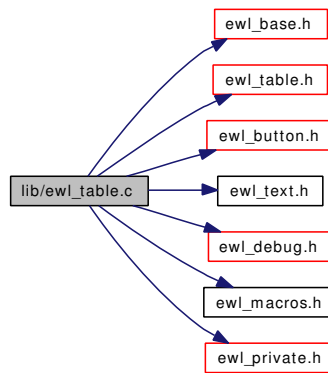 ewl_base.h
ewl_table.h
ewl_button.h
lib/ewl_table.c
ewl_text.h
ewl_debug.h
ewl_macros.h
ewl_private.h